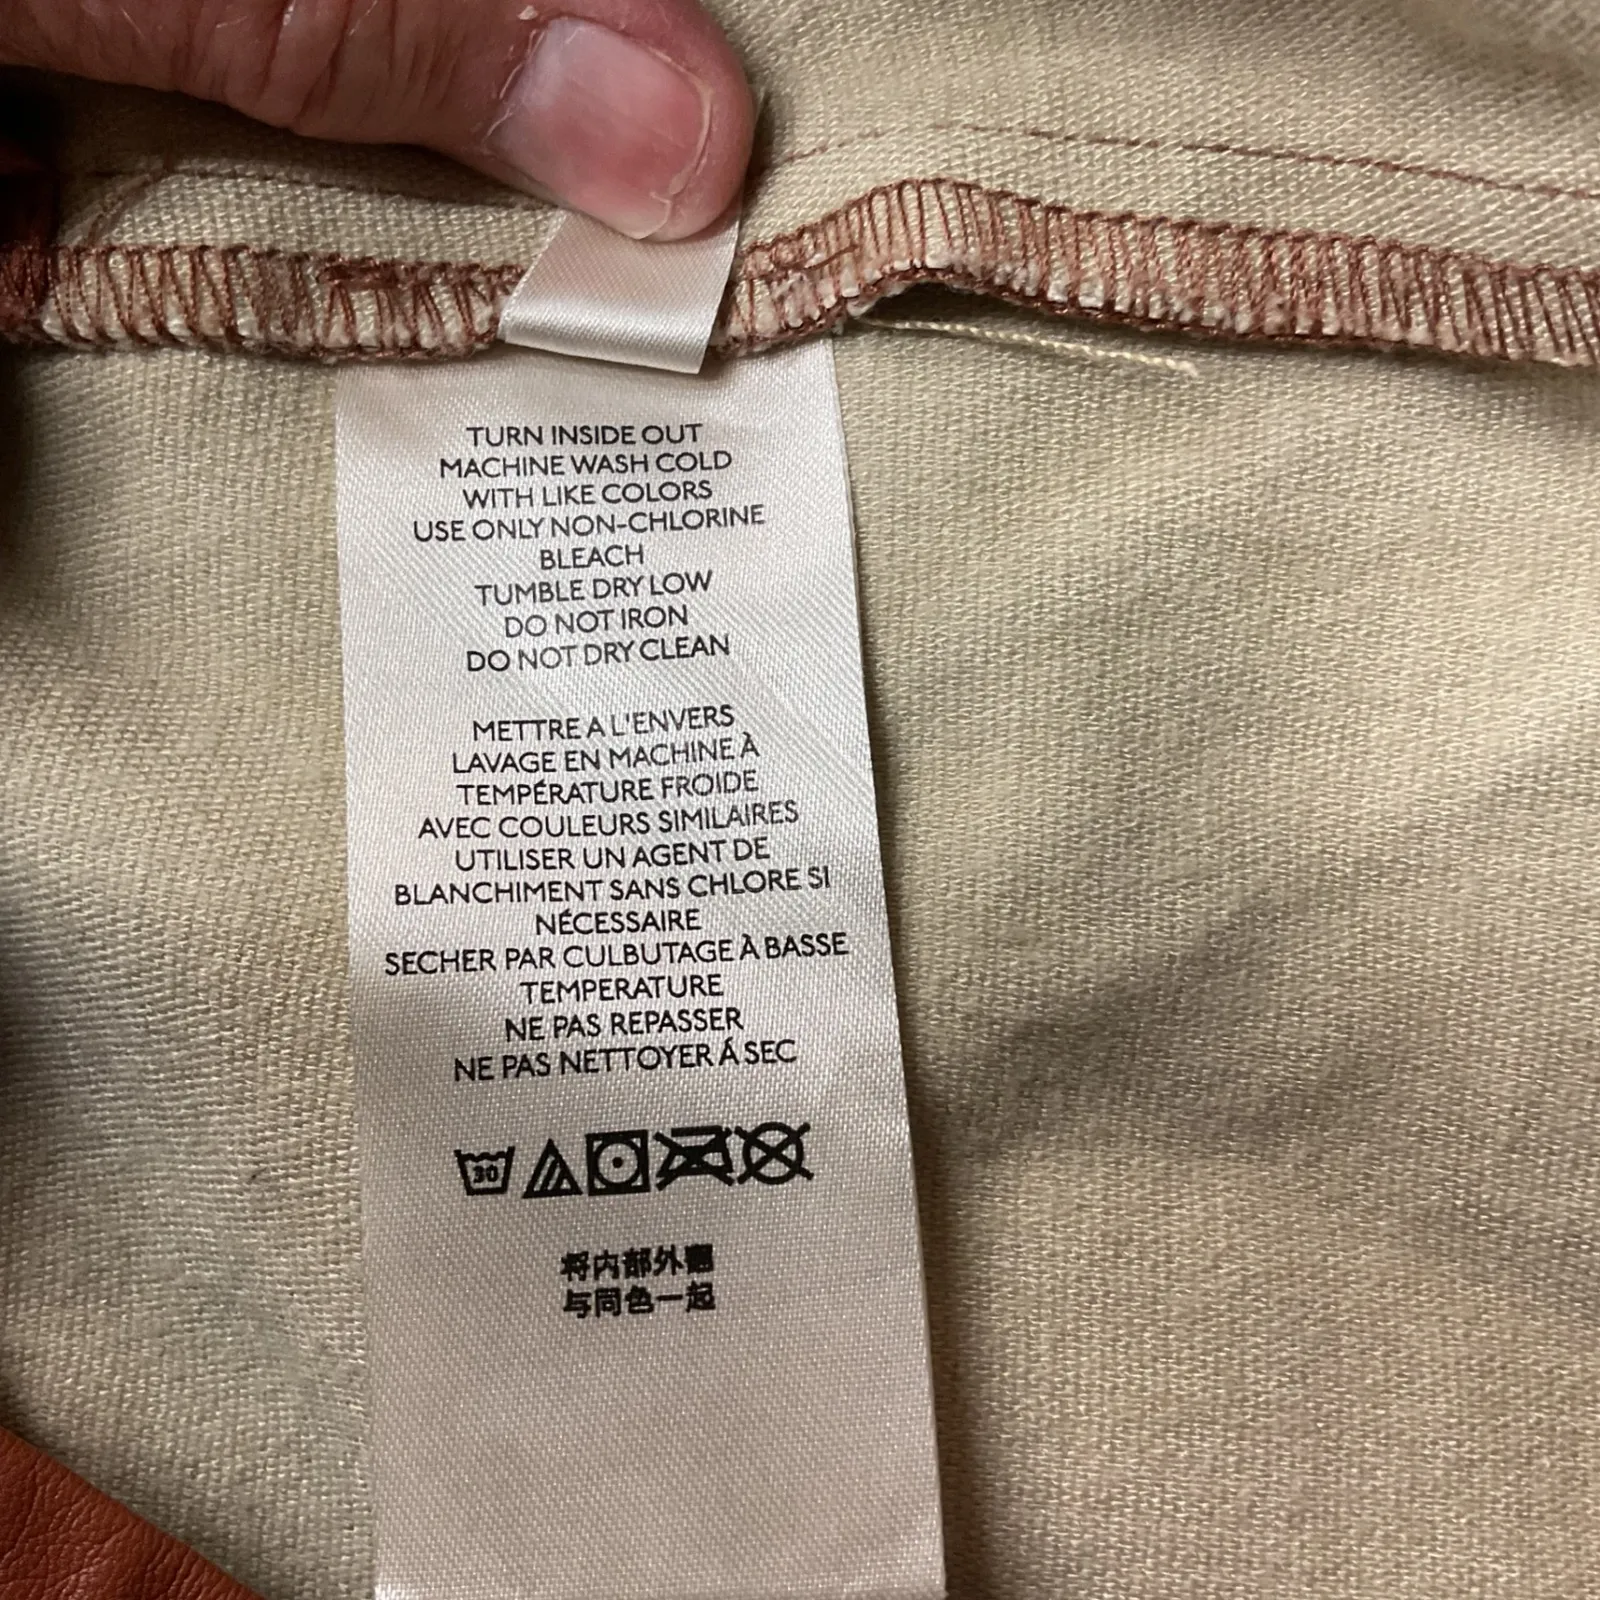 TURN INSIDE OUT
MACHINE WASH COLD
WITH LIKE COLORS
USE ONLY NON-CHLORINE
BLEACH
TUMBLE DRY LOW
DO NOT IRON
DO NOT DRY CLEAN
METTRE A L'ENVERS
LAVAGE EN MACHINE À
TEMPÉRATURE FROIDE
AVEC COULEURS SIMILAIRES
UTILISER UN AGENT DE
BLANCHIMENT SANS CHLORE SI
NÉCESSAIRE
SECHER PAR CULBUTAGE À BASSE
TEMPERATURE
NE PAS REPASSER
NE PAS NETTOYER Á SEC
30
将内部外翻
与同色一起